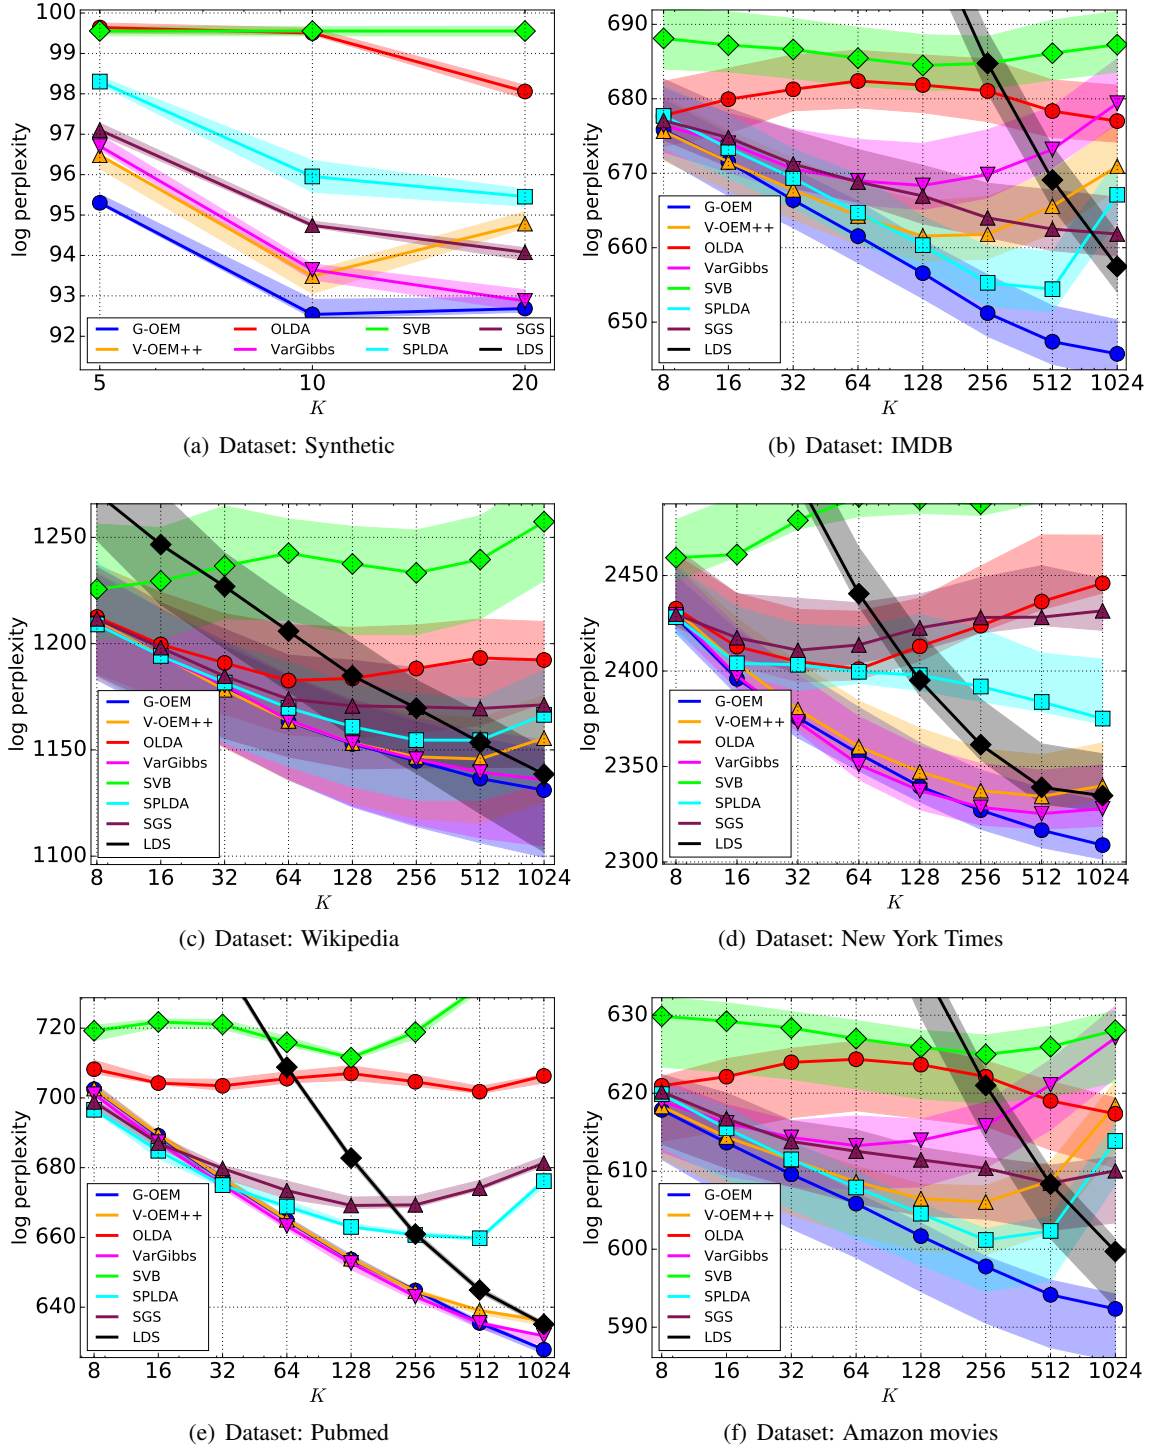 100
99
98
97
96
95
94
93
92
log perplexity
G-OEM
V-OEM++
OLDA
VarGibbs
SVB
SPLDA
SGS
LDS
5 10 20
K
(a) Dataset: Synthetic
690
680
670
660
650
log perplexity
G-OEM
V-OEM++
OLDA
VarGibbs
SVB
SPLDA
SGS
LDS
8 16 32 64 128 256 512 1024
K
(b) Dataset: IMDB
1250
1200
1150
1100
log perplexity
G-OEM
V-OEM++
OLDA
VarGibbs
SVB
SPLDA
SGS
LDS
8 16 32 64 128 256 512 1024
K
(c) Dataset: Wikipedia
2450
2400
2350
2300
log perplexity
G-OEM
V-OEM++
OLDA
VarGibbs
SVB
SPLDA
SGS
LDS
8 16 32 64 128 256 512 1024
K
(d) Dataset: New York Times
720
700
680
660
640
log perplexity
G-OEM
V-OEM++
OLDA
VarGibbs
SVB
SPLDA
SGS
LDS
8 16 32 64 128 256 512 1024
K
(e) Dataset: Pubmed
630
620
610
600
590
log perplexity
G-OEM
V-OEM++
OLDA
VarGibbs
SVB
SPLDA
SGS
LDS
8 16 32 64 128 256 512 1024
K
(f) Dataset: Amazon movies